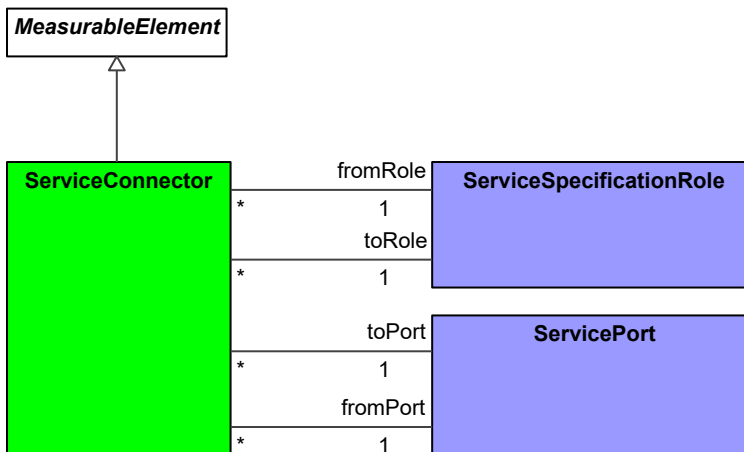 MeasurableElement
ServiceConnector
fromRole
ServiceSpecificationRole
*
1
toRole
*
1
toPort
ServicePort
*
1
fromPort
*
1